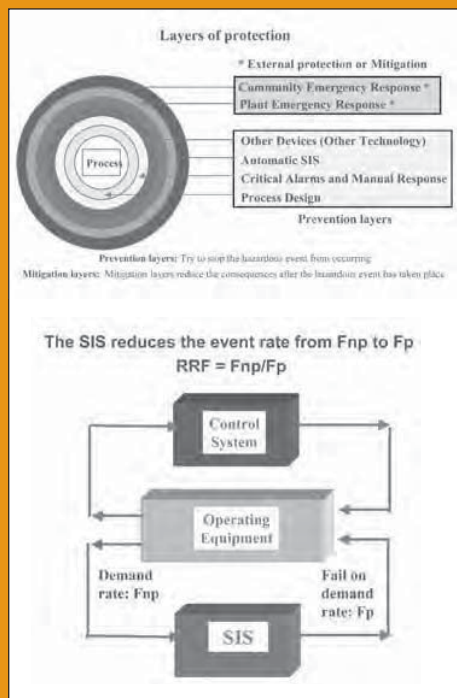 Layers of protection
* External protection or Mitigation
Community Emergency Response *
Plant Emergency Response *
Other Devices (Other Technology)
Automatic SIS
Critical Alarms and Manual Response
Process Design
Process
Prevention layers
Prevention layers: Try to stop the hazardous event from occurring
Mitigation layers: Mitigation layers reduce the consequences after the hazardous event has taken place
The SIS reduces the event rate from Fnp to Fp
RRF = Fnp/Fp
Control
System
Operating
Equipment
Demand
rate: Fnp
Fail on
demand
rate: Fp
SIS